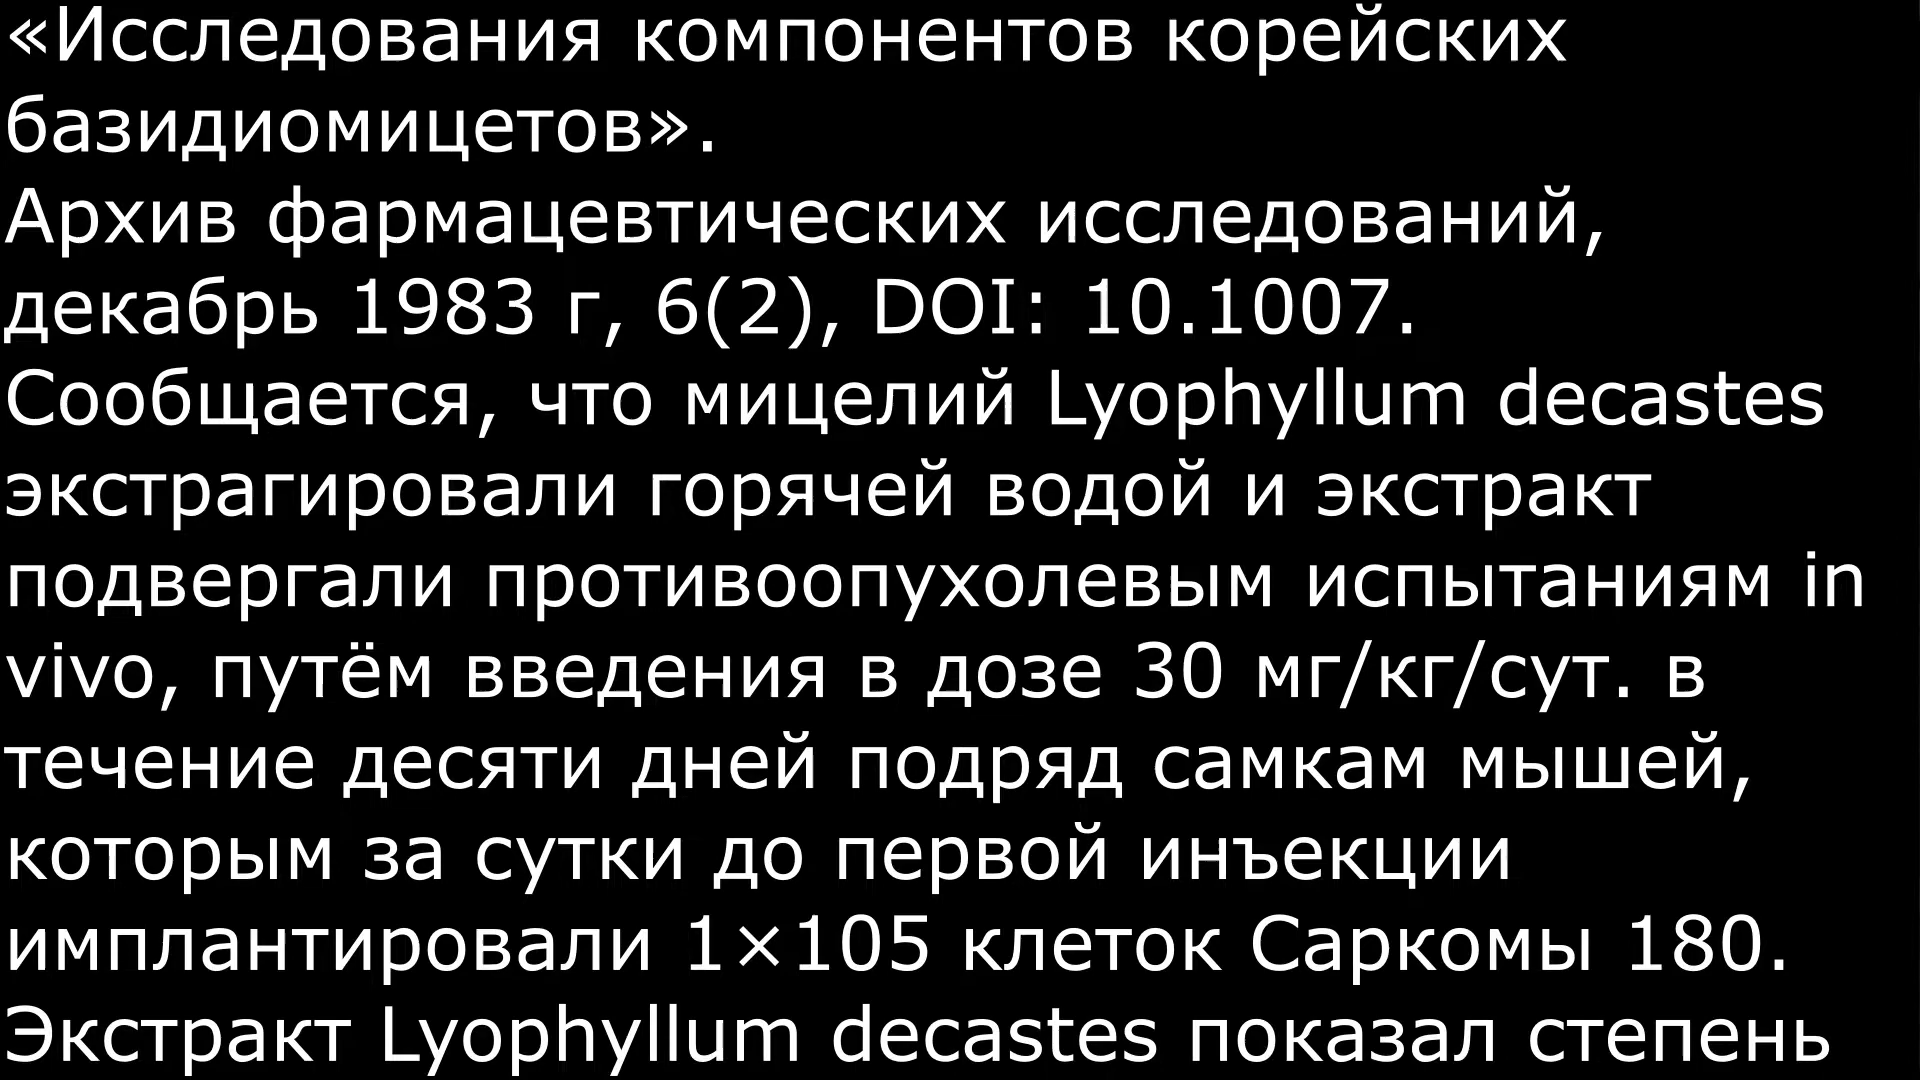 «Исследования компонентов корейских
базидиомицетов».
Архив фармацевтических исследований,
декабрь 1983 г, 6(2), DOI: 10.1007.
Сообщается, что мицелий Lyophyllum decastes
экстрагировали горячей водой и экстракт
подвергали противоопухолевым испытаниям in
vivo, путём введения в дозе 30 мг/кг/сут. в
течение десяти дней подряд самкам мышей,
которым за сутки до первой инъекции
имплантировали 1×105 клеток Саркомы 180.
Экстракт Lyophyllum decastes показал степень